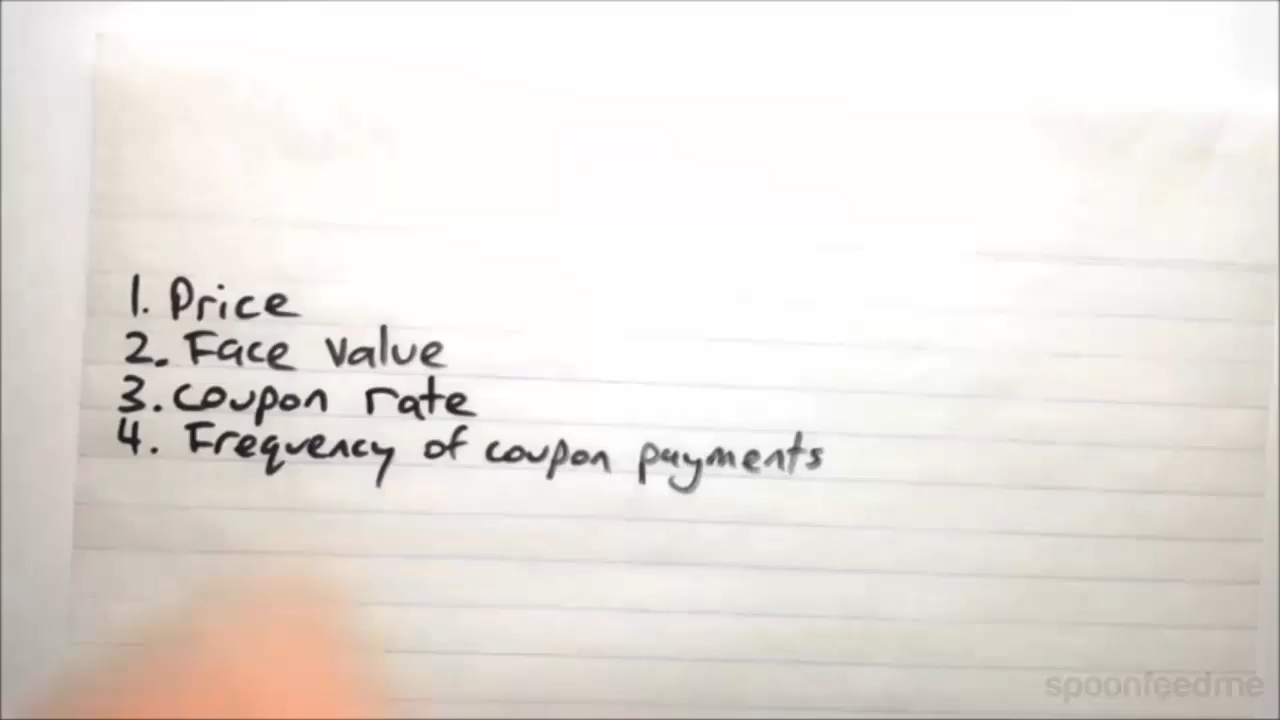 1. Price
2. Face value
3. coupon rate
4. Frequency of coupon payments
spoonfeedme